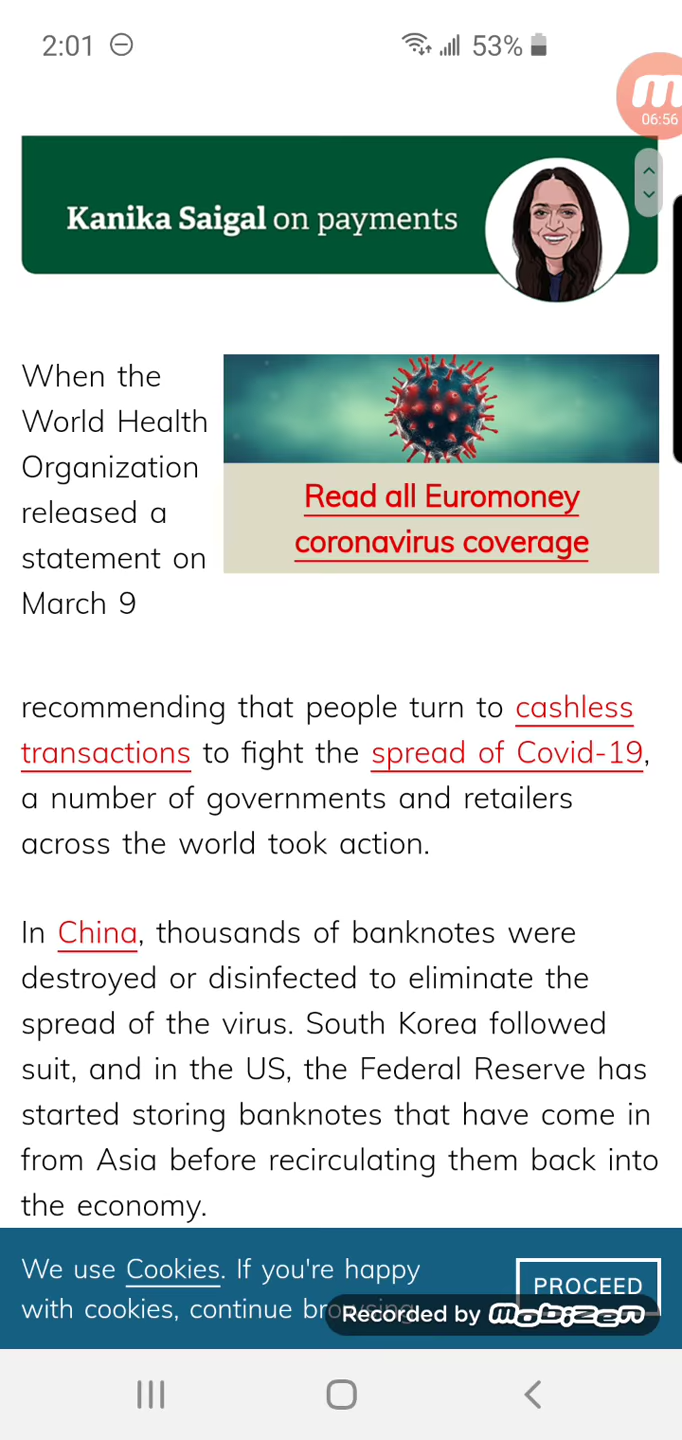 2:01
53%
06:56
Kanika Saigal on payments
When the
World Health
Organization
released a
statement on
March 9
Read all Euromoney
coronavirus coverage
recommending that people turn to cashless
transactions to fight the spread of Covid-19,
a number of governments and retailers
across the world took action.
In China, thousands of banknotes were
destroyed or disinfected to eliminate the
spread of the virus. South Korea followed
suit, and in the US, the Federal Reserve has
started storing banknotes that have come in
from Asia before recirculating them back into
the economy.
We use Cookies. If you're happy
with cookies, continue browsing
PROCEED
Recorded by mobizen